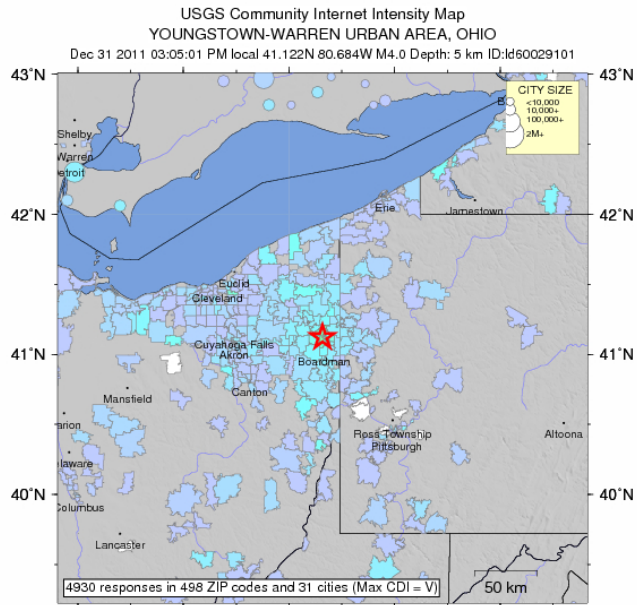 USGS Community Internet Intensity Map
YOUNGSTOWN-WARREN URBAN AREA, OHIO
Dec 31 2011 03:05:01 PM local 41.122N 80.684W M4.0 Depth: 5 km ID:ld60029101
43˚N
43˚N
CITY SIZE
<10,000
10,000+
100,000+
2M+
B
Shelby
Warren
etroit
42˚N
42˚N
Erie
Jamestown
Euclid
Cleveland
41˚N
41˚N
Cuyahoga Falls
Akron
Boardman
Canton
Mansfield
arion
Ross Township
Pittsburgh
Altoona
elaware
40˚N
40˚N
Columbus
Lancaster
4930 responses in 498 ZIP codes and 31 cities (Max CDI = V)
50 km